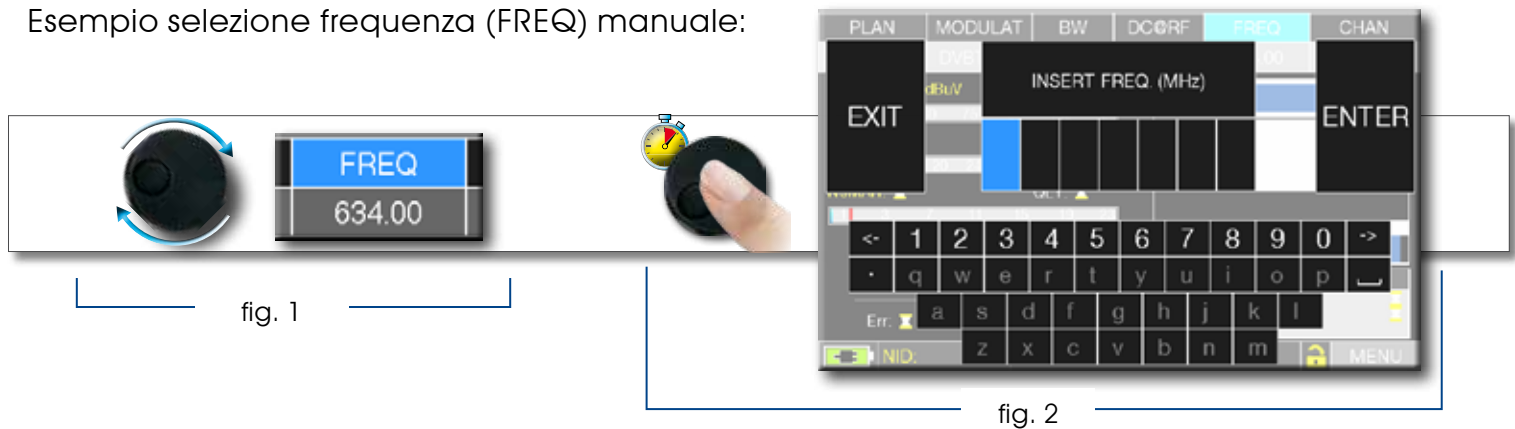 Esempio selezione frequenza (FREQ) manuale:
PLAN MODULAT BW DC@RF FREQ CHAN
INSERT FREQ. (MHz)
EXIT
ENTER
dBuV
FREQ
634.00
<- 1 2 3 4 5 6 7 8 9 0 ->
. q w e r t y u i o p
a s d f g h j k l
Err:
z x c v b n m
NID:
MENU
fig. 1
fig. 2